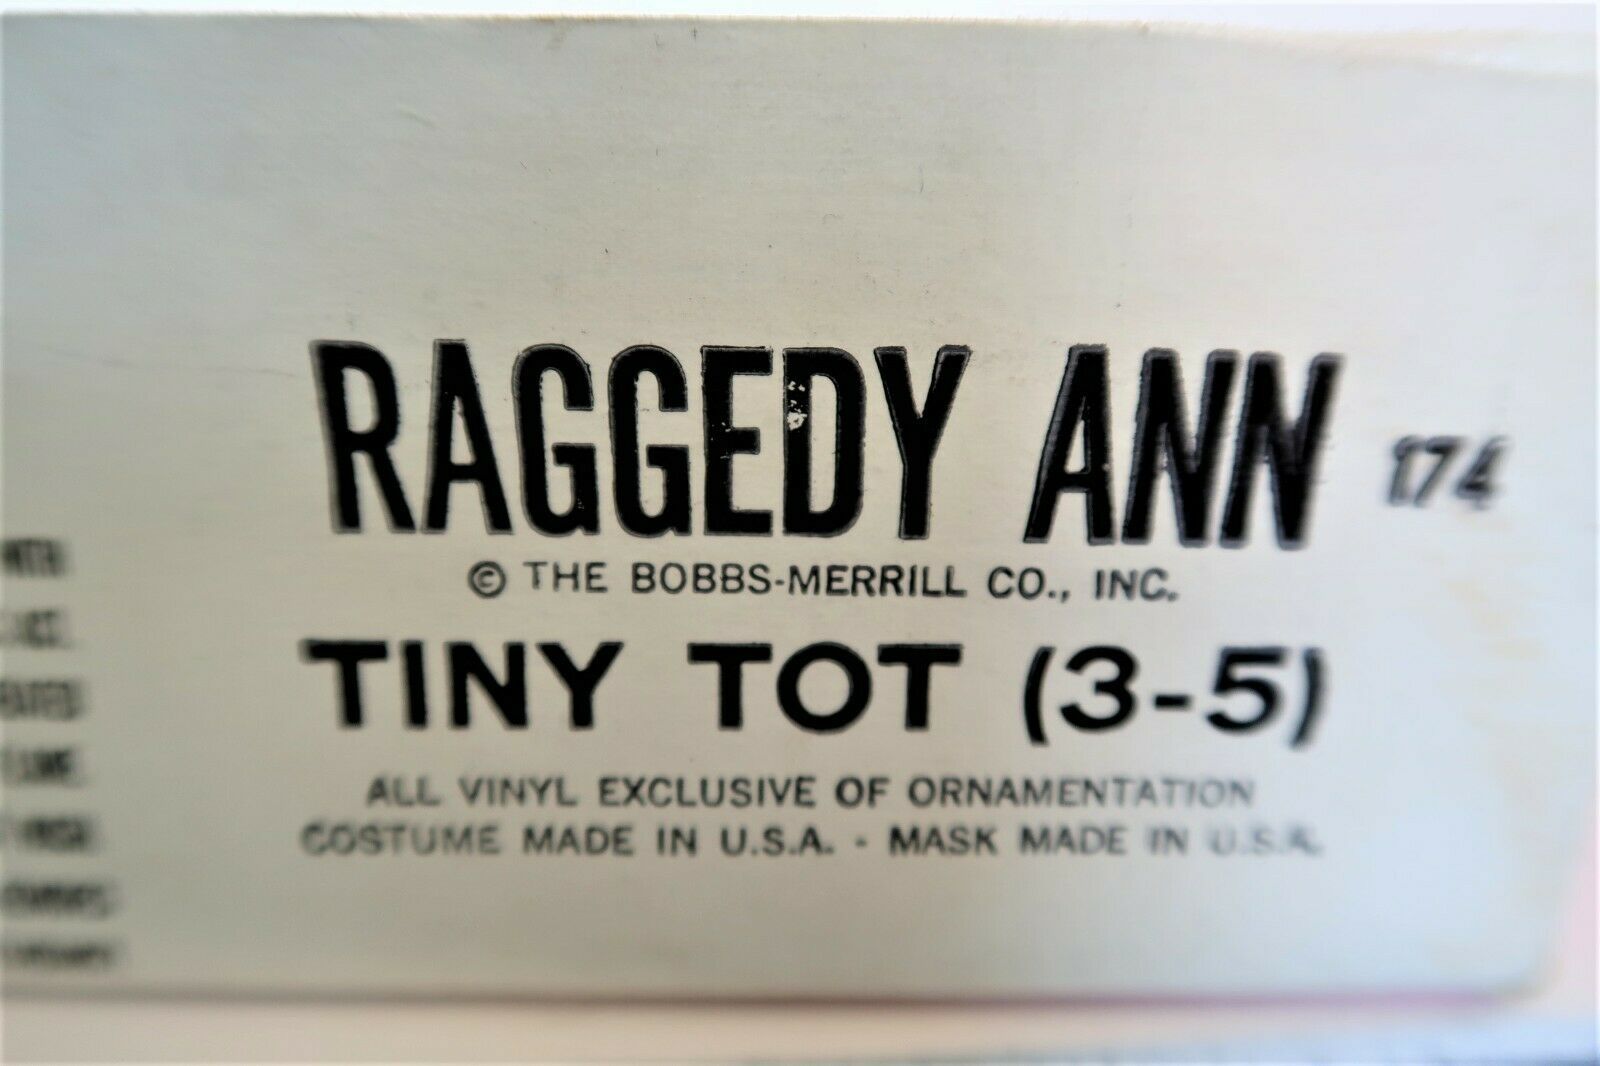 RAGGEDY ANN 174
© THE BOBBS-MERRILL CO., INC.
TINY TOT (3-5)
ALL VINYL EXCLUSIVE OF ORNAMENTATION
COSTUME MADE IN U.S.A. · MASK MADE IN U.S.A.